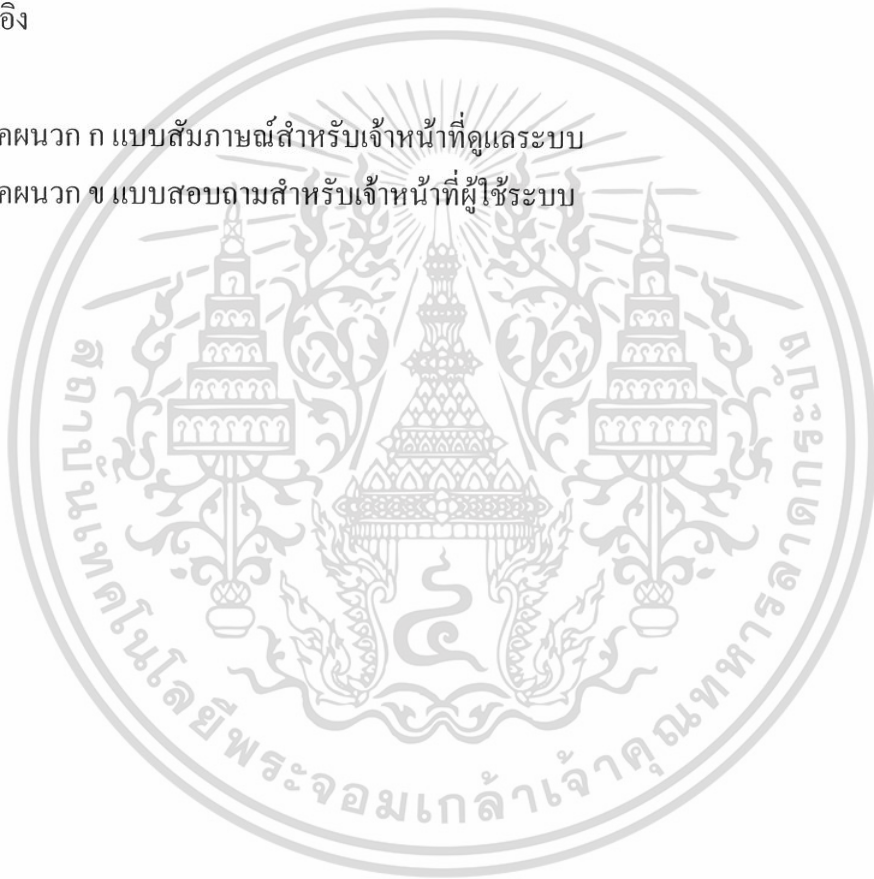 อิง
คผนวก ก แบบสัมภาษณ์สำหรับเจ้าหน้าที่ดูแลระบบ
คผนวก ข แบบสอบถามสำหรับเจ้าหน้าที่ผู้ใช้ระบบ
สถาบันเทคโนโลยีพระจอมเกล้าเจ้าคุณทหารลาดกระบัง